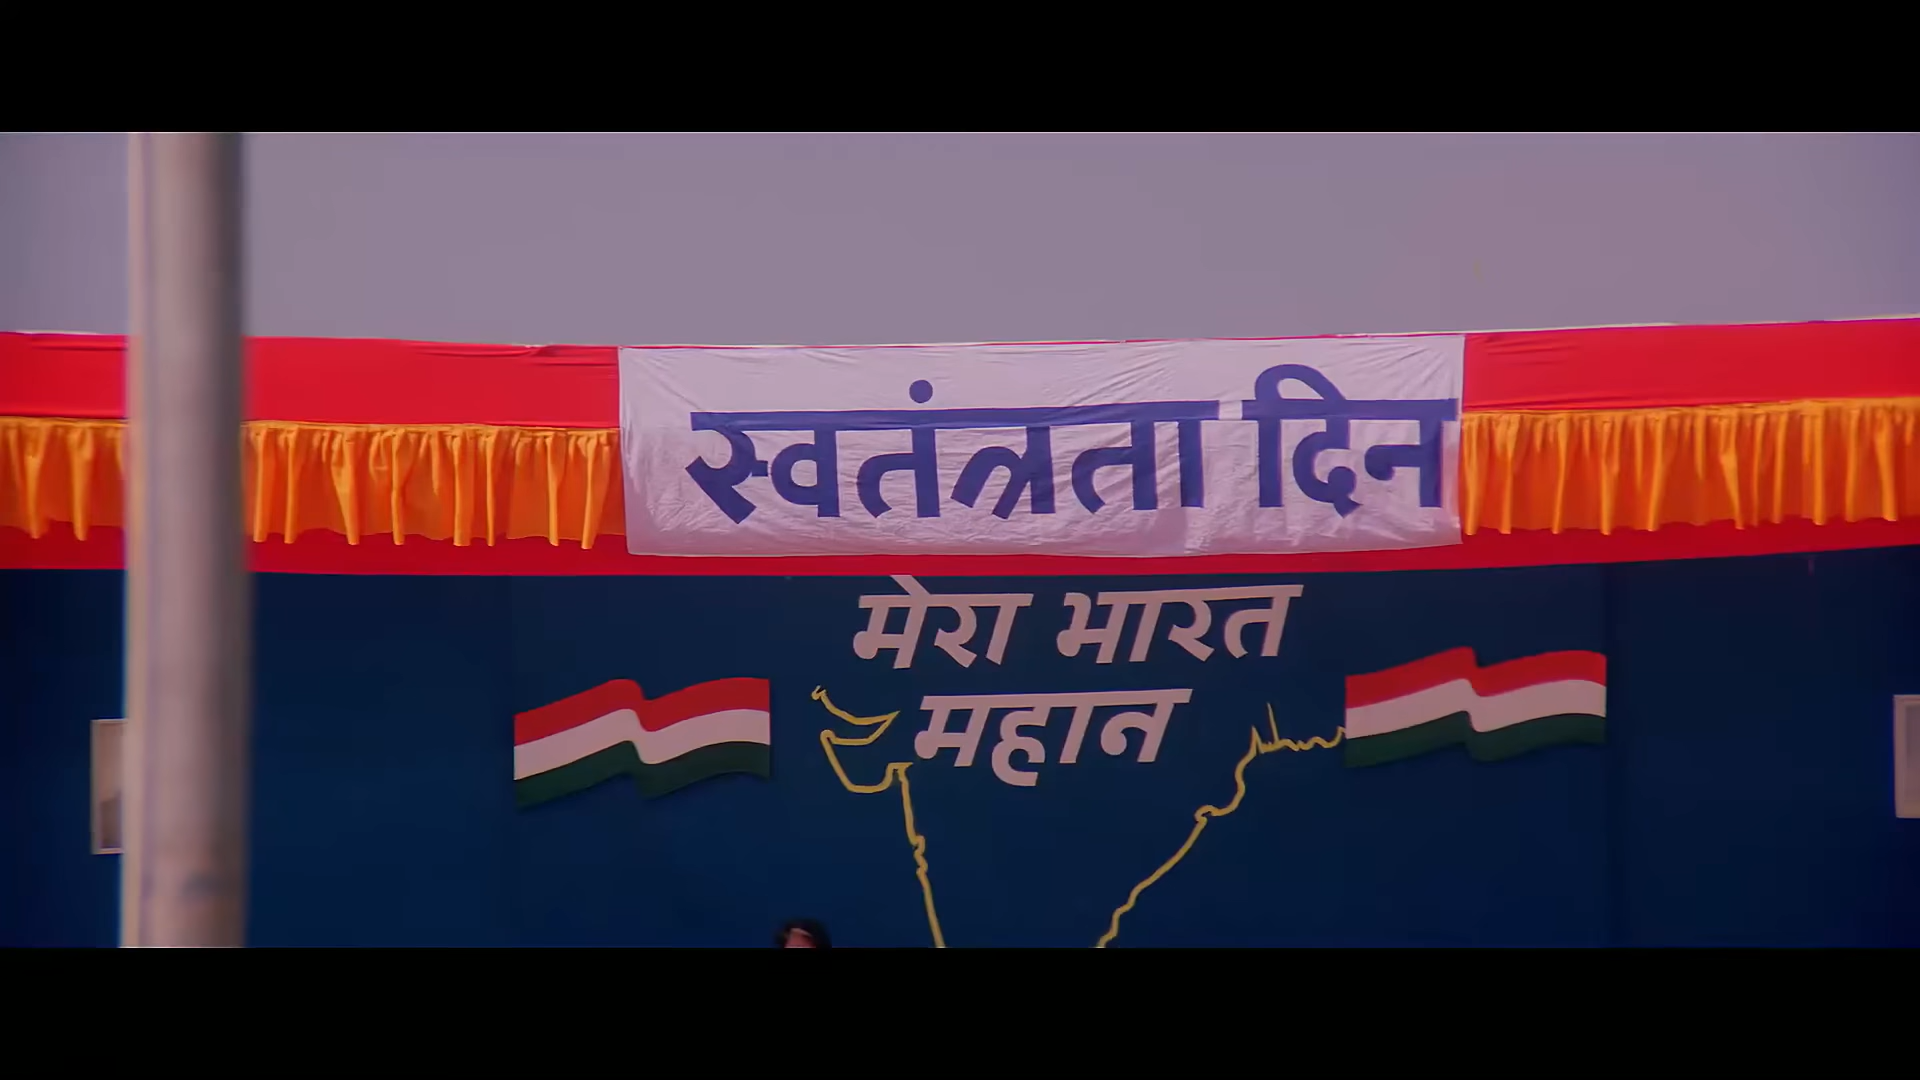 स्वतंत्रता दिन
मेरा भारत
महान